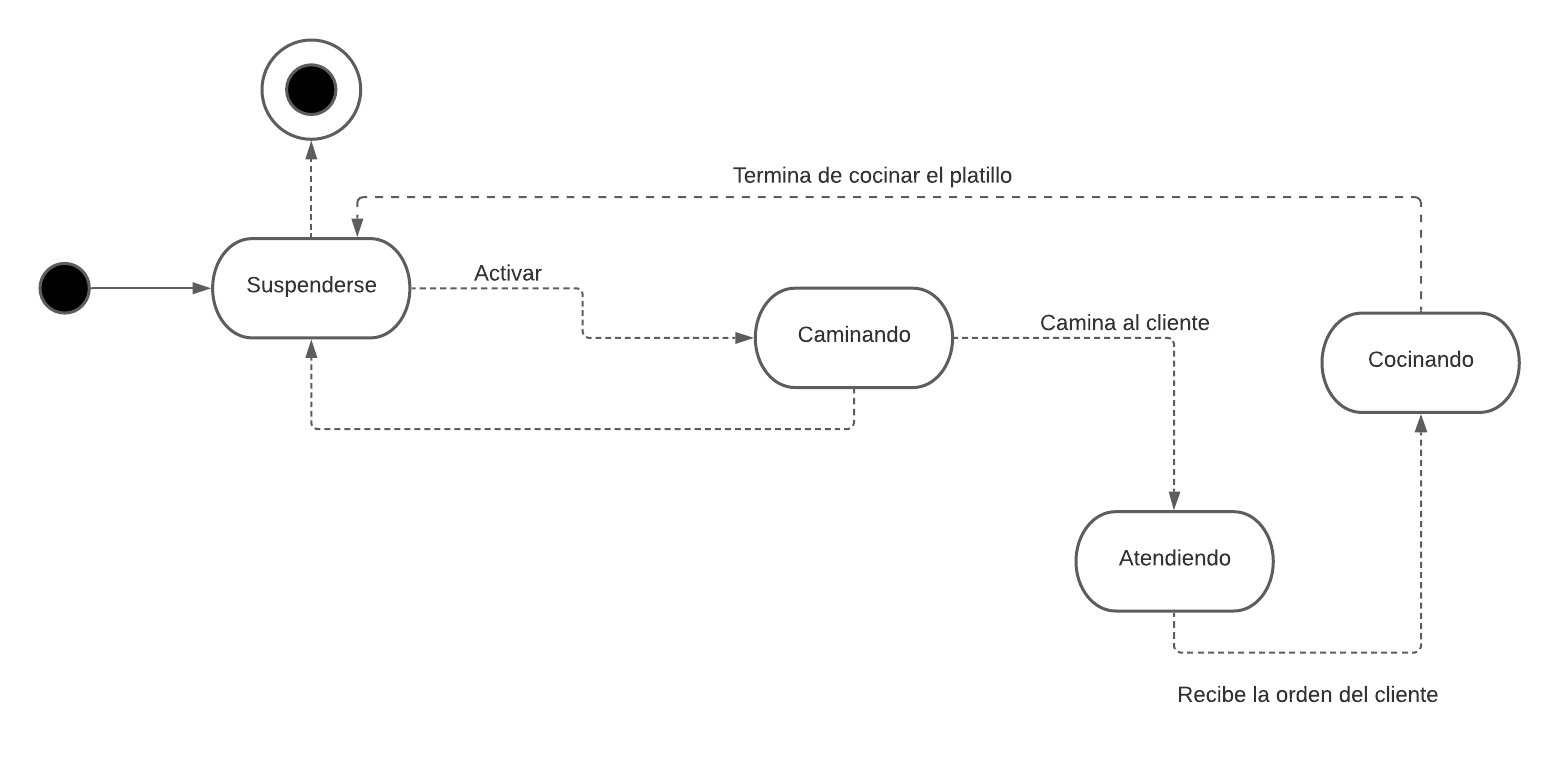 Termina de cocinar el platillo
Suspenderse
Activar
Caminando
Camina al cliente
Cocinando
Atendiendo
Recibe la orden del cliente